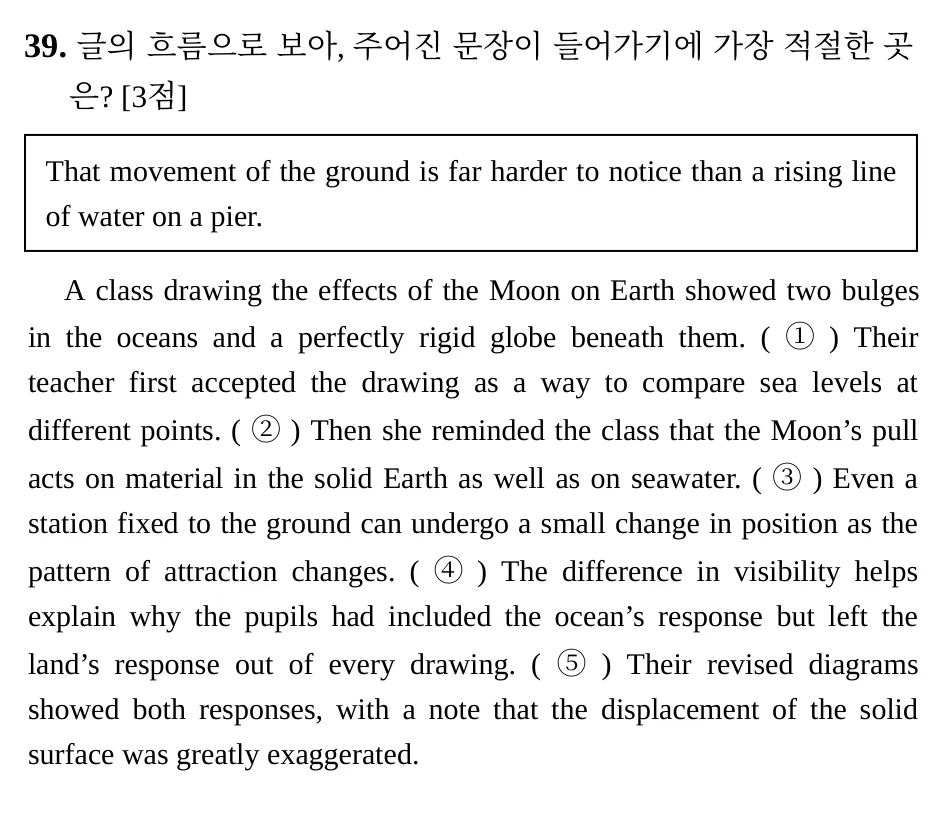 39. 글의 흐름으로 보아, 주어진 문장이 들어가기에 가장 적절한 곳
은? [3점]
That movement of the ground is far harder to notice than a rising line
of water on a pier.
A class drawing the effects of the Moon on Earth showed two bulges
in the oceans and a perfectly rigid globe beneath them. ( ① ) Their
teacher first accepted the drawing as a way to compare sea levels at
different points. ( ② ) Then she reminded the class that the Moon’s pull
acts on material in the solid Earth as well as on seawater. ( ③ ) Even a
station fixed to the ground can undergo a small change in position as the
pattern of attraction changes. ( ④ ) The difference in visibility helps
explain why the pupils had included the ocean’s response but left the
land’s response out of every drawing. ( ⑤ ) Their revised diagrams
showed both responses, with a note that the displacement of the solid
surface was greatly exaggerated.